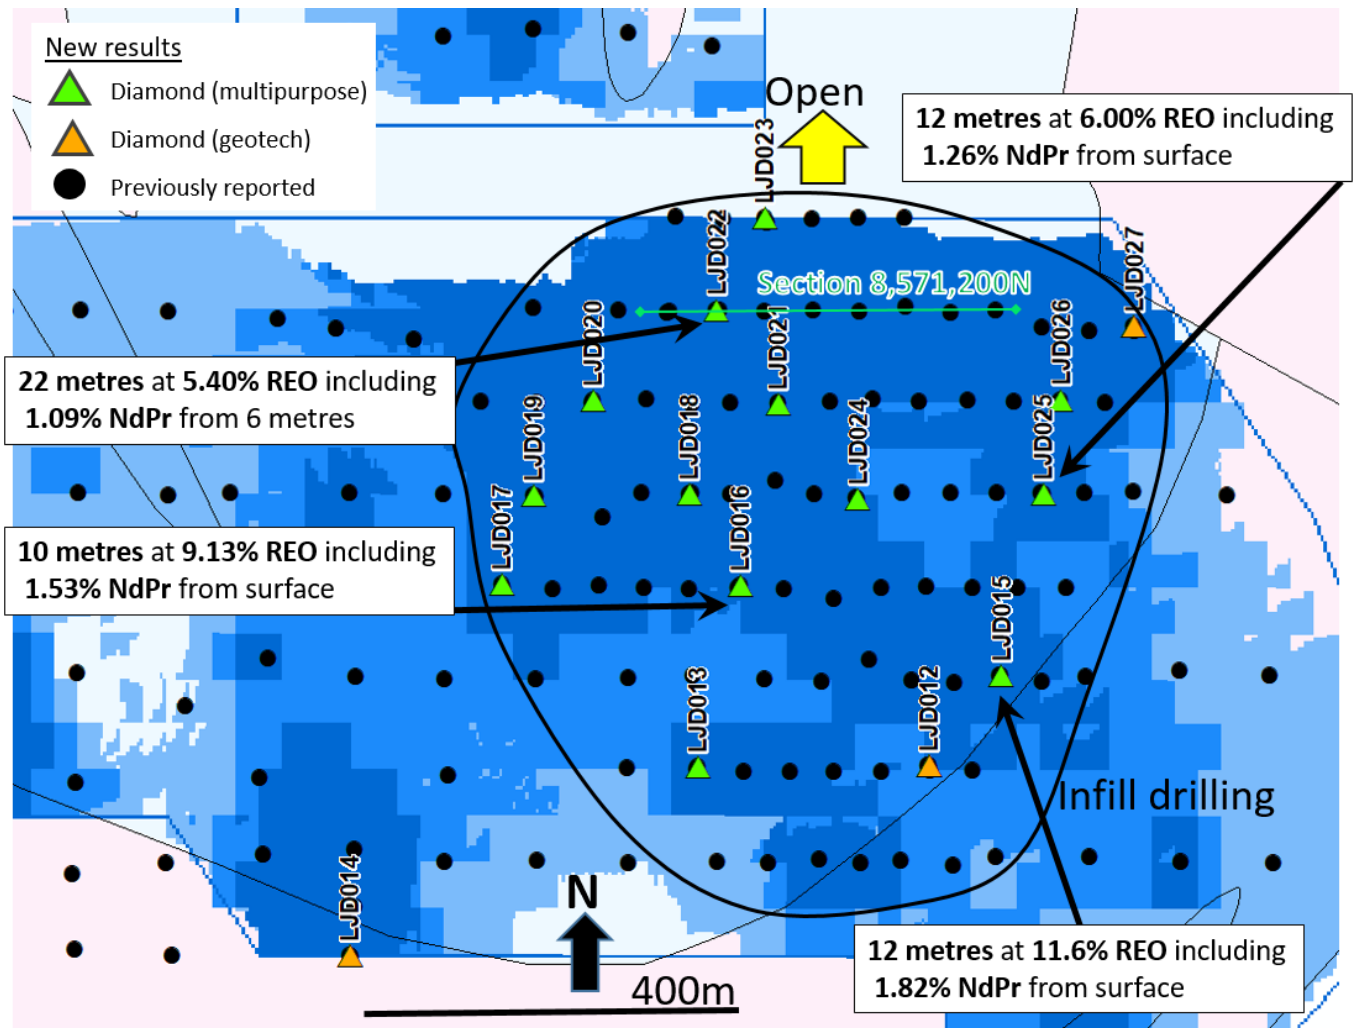 New results
Diamond (multipurpose)
Diamond (geotech)
Previously reported
Open
12 metres at 6.00% REO including
1.26% NdPr from surface
LJD023
LJD022
LJD027
Section 8,571,200N
LJD020
LJD021
LJD026
22 metres at 5.40% REO including
1.09% NdPr from 6 metres
LJD019
LJD018
LJD024
LJD025
LJD017
LJD016
10 metres at 9.13% REO including
1.53% NdPr from surface
LJD015
LJD013
LJD012
Infill drilling
LJD014
N
12 metres at 11.6% REO including
1.82% NdPr from surface
400m